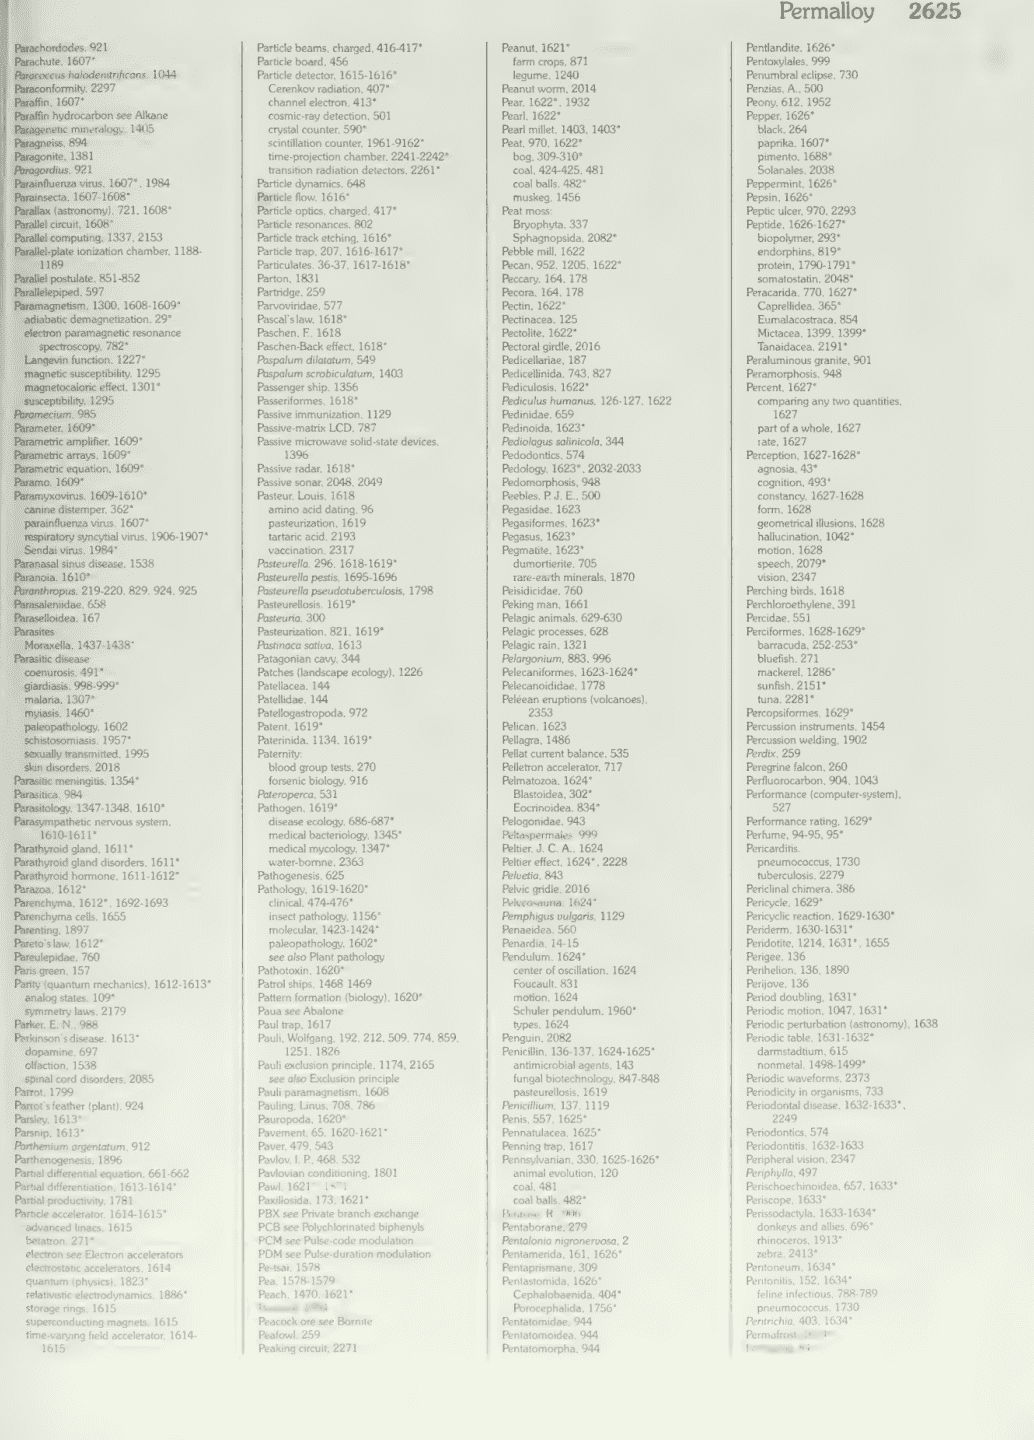 Permalloy 2625
Parachordodes, 921
Parachute, 1607*
Paracoccus halodenitrificans, 1044
Paraconformity, 2297
Paraffin, 1607*
Paraffin hydrocarbon see Alkane
Paragenetic mineralogy, 1405
Paragneiss, 894
Paragonite, 1381
Paragordius, 921
Parainfluenza virus, 1607*, 1984
Parainsecta, 1607-1608*
Parallax (astronomy), 721, 1608*
Parallel circuit, 1608*
Parallel computing, 1337, 2153
Parallel-plate ionization chamber, 1188-
1189
Parallel postulate, 851-852
Parallelepiped, 597
Paramagnetism, 1300, 1608-1609*
adiabatic demagnetization, 29*
electron paramagnetic resonance
spectroscopy, 782*
Langevin function, 1227*
magnetic susceptibility, 1295
magnetocaloric effect, 1301*
susceptibility, 1295
Paramecium, 985
Parameter, 1609*
Parametric amplifier, 1609*
Parametric arrays, 1609*
Parametric equation, 1609*
Paramo, 1609*
Paramyxovirus, 1609-1610*
canine distemper, 362*
parainfluenza virus, 1607*
respiratory syncytial virus, 1906-1907*
Sendai virus, 1984*
Paranasal sinus disease, 1538
Paranoia, 1610*
Paranthropus, 219-220, 829, 924, 925
Parasaleniidae, 658
Paraselloidea, 167
Parasites
Moraxella, 1437-1438*
Parasitic disease
coenurosis, 491*
giardiasis, 998-999*
malaria, 1307*
myiasis, 1460*
paleopathology, 1602
schistosomiasis, 1957*
sexually transmitted, 1995
skin disorders, 2018
Parasitic meningitis, 1354*
Parasitica, 984
Parasitology, 1347-1348, 1610*
Parasympathetic nervous system,
1610-1611*
Parathyroid gland, 1611*
Parathyroid gland disorders, 1611*
Parathyroid hormone, 1611-1612*
Parazoa, 1612*
Parenchyma, 1612*, 1692-1693
Parenchyma cells, 1655
Parenting, 1897
Pareto's law, 1612*
Pareulepidae, 760
Paris green, 157
Parity (quantum mechanics), 1612-1613*
analog states, 109*
symmetry laws, 2179
Parker, E. N., 988
Perkinson's disease, 1613*
dopamine, 697
olfaction, 1538
spinal cord disorders, 2085
Parrot, 1799
Parrot's feather (plant), 924
Parsley, 1613*
Parsnip, 1613*
Parthenium argentatum, 912
Parthenogenesis, 1896
Partial differential equation, 661-662
Partial differentiation, 1613-1614*
Partial productivity, 1781
Particle accelerator, 1614-1615*
advanced linacs, 1615
betatron, 271*
electron see Electron accelerators
electrostatic accelerators, 1614
quantum (physics), 1823*
relativistic electrodynamics, 1886*
storage rings, 1615
superconducting magnets, 1615
time-varying field accelerator, 1614-
1615
Particle beams, charged, 416-417*
Particle board, 456
Particle detector, 1615-1616*
Cerenkov radiation, 407*
channel electron, 413*
cosmic-ray detection, 501
crystal counter, 590*
scintillation counter, 1961-9162*
time-projection chamber, 2241-2242*
transition radiation detectors, 2261*
Particle dynamics, 648
Particle flow, 1616*
Particle optics, charged, 417*
Particle resonances, 802
Particle track etching, 1616*
Particle trap, 207, 1616-1617*
Particulates, 36-37, 1617-1618*
Parton, 1831
Partridge, 259
Parvoviridae, 577
Pascal's law, 1618*
Paschen, F. 1618
Paschen-Back effect, 1618*
Paspalum dilatatum, 549
Paspalum scrobiculatum, 1403
Passenger ship, 1356
Passeriformes, 1618*
Passive immunization, 1129
Passive-matrix LCD, 787
Passive microwave solid-state devices,
1396
Passive radar, 1618*
Passive sonar, 2048, 2049
Pasteur, Louis, 1618
amino acid dating, 96
pasteurization, 1619
tartaric acid, 2193
vaccination, 2317
Pasteurella, 296, 1618-1619*
Pasteurella pestis, 1695-1696
Pasteurella pseudotuberculosis, 1798
Pasteurellosis, 1619*
Pasteuria, 300
Pasteurization, 821, 1619*
Pastinaca sativa, 1613
Patagonian cavy, 344
Patches (landscape ecology), 1226
Patellacea, 144
Patellidae, 144
Patellogastropoda, 972
Patent, 1619*
Paterinida, 1134, 1619*
Paternity:
blood group tests, 270
forsenic biology, 916
Pateroperca, 531
Pathogen, 1619*
disease ecology, 686-687*
medical bacteriology, 1345*
medical mycology, 1347*
water-borne, 2363
Pathogenesis, 625
Pathology, 1619-1620*
clinical, 474-476*
insect pathology, 1156*
molecular, 1423-1424*
paleopathology, 1602*
see also Plant pathology
Pathotoxin, 1620*
Patrol ships, 1468 1469
Pattern formation (biology), 1620*
Paua see Abalone
Paul trap, 1617
Pauli, Wolfgang, 192, 212, 509, 774, 859,
1251, 1826
Pauli exclusion principle, 1174, 2165
see also Exclusion principle
Pauli paramagnetism, 1608
Pauling, Linus, 708, 786
Pauropoda, 1620*
Pavement, 65, 1620-1621*
Paver, 479, 543
Pavlov, I. P., 468, 532
Pavlovian conditioning, 1801
Pawl, 1621
Paxillosida, 173, 1621*
PBX see Private branch exchange
PCB see Polychlorinated biphenyls
PCM see Pulse-code modulation
PDM see Pulse-duration modulation
Pe-tsai, 1578
Pea, 1578-1579
Peach, 1470, 1621*
Peacock ore see Bornite
Peafowl, 259
Peaking circuit, 2271
Peanut, 1621*
farm crops, 871
legume, 1240
Peanut worm, 2014
Pear, 1622*, 1932
Pearl, 1622*
Pearl millet, 1403, 1403*
Peat, 970, 1622*
bog, 309-310*
coal, 424-425, 481
coal balls, 482*
muskeg, 1456
Peat moss:
Bryophyta, 337
Sphagnopsida, 2082*
Pebble mill, 1622
Pecan, 952, 1205, 1622*
Peccary, 164, 178
Pecora, 164, 178
Pectin, 1622*
Pectinacea, 125
Pectolite, 1622*
Pectoral girdle, 2016
Pedicellariae, 187
Pedicellinida, 743, 827
Pediculosis, 1622*
Pediculus humanus, 126-127, 1622
Pedinidae, 659
Pedinoida, 1623*
Pediolagus salinicola, 344
Pedodontics, 574
Pedology, 1623*, 2032-2033
Pedomorphosis, 948
Peebles, P. J. E., 500
Pegasidae, 1623
Pegasiformes, 1623*
Pegasus, 1623*
Pegmatite, 1623*
dumortierite, 705
rare-earth minerals, 1870
Peisidicidae, 760
Peking man, 1661
Pelagic animals, 629-630
Pelagic processes, 628
Pelagic rain, 1321
Pelargonium, 883, 996
Pelecaniformes, 1623-1624*
Pelecanoididae, 1778
Peléean eruptions (volcanoes),
2353
Pelican, 1623
Pellagra, 1486
Pellat current balance, 535
Pelletron accelerator, 717
Pelmatozoa, 1624*
Blastoidea, 302*
Eocrinoidea, 834*
Pelogonidae, 943
Peltaspermales 999
Peltier, J. C. A., 1624
Peltier effect, 1624*, 2228
Pelvetia, 843
Pelvic gridle, 2016
Pelycosauria, 1624*
Pemphigus vulgaris, 1129
Penaeidea, 560
Penardia, 14-15
Pendulum, 1624*
center of oscillation, 1624
Foucault, 831
motion, 1624
Schuler pendulum, 1960*
types, 1624
Penguin, 2082
Penicillin, 136-137, 1624-1625*
antimicrobial agents, 143
fungal biotechnology, 847-848
pasteurellosis, 1619
Penicillium, 137, 1119
Penis, 557, 1625*
Pennatulacea, 1625*
Penning trap, 1617
Pennsylvanian, 330, 1625-1626*
animal evolution, 120
coal, 481
coal balls, 482*
Pentaborane, 279
Pentalonia nigronervosa, 2
Pentamerida, 161, 1626*
Pentaprismane, 309
Pentastomida, 1626*
Cephalobaenida, 404*
Porocephalida, 1756*
Pentatomidae, 944
Pentatomoidea, 944
Pentatomorpha, 944
Pentlandite, 1626*
Pentoxylales, 999
Penumbral eclipse, 730
Penzias, A., 500
Peony, 612, 1952
Pepper, 1626*
black, 264
paprika, 1607*
pimento, 1688*
Solanales, 2038
Peppermint, 1626*
Pepsin, 1626*
Peptic ulcer, 970, 2293
Peptide, 1626-1627*
biopolymer, 293*
endorphins, 819*
protein, 1790-1791*
somatostatin, 2048*
Peracarida, 770, 1627*
Caprellidea, 365*
Eumalacostraca, 854
Mictacea, 1399, 1399*
Tanaidacea, 2191*
Peraluminous granite, 901
Peramorphosis, 948
Percent, 1627*
comparing any two quantities,
1627
part of a whole, 1627
rate, 1627
Perception, 1627-1628*
agnosia, 43*
cognition, 493*
constancy, 1627-1628
form, 1628
geometrical illusions, 1628
hallucination, 1042*
motion, 1628
speech, 2079*
vision, 2347
Perching birds, 1618
Perchloroethylene, 391
Percidae, 551
Perciformes, 1628-1629*
barracuda, 252-253*
bluefish, 271
mackerel, 1286*
sunfish, 2151*
tuna, 2281*
Percopsiformes, 1629*
Percussion instruments, 1454
Percussion welding, 1902
Perdix, 259
Peregrine falcon, 260
Perfluorocarbon, 904, 1043
Performance (computer-system),
527
Performance rating, 1629*
Perfume, 94-95, 95*
Pericarditis
pneumococcus, 1730
tuberculosis, 2279
Periclinal chimera, 386
Pericycle, 1629*
Pericyclic reaction, 1629-1630*
Periderm, 1630-1631*
Peridotite, 1214, 1631*, 1655
Perigee, 136
Perihelion, 136, 1890
Perijove, 136
Period doubling, 1631*
Periodic motion, 1047, 1631*
Periodic perturbation (astronomy), 1638
Periodic table, 1631-1632*
darmstadtium, 615
nonmetal, 1498-1499*
Periodic waveforms, 2373
Periodicity in organisms, 733
Periodontal disease, 1632-1633*,
2249
Periodontics, 574
Periodontitis, 1632-1633
Peripheral vision, 2347
Periphylla, 497
Perischoechinoidea, 657, 1633*
Periscope, 1633*
Perissodactyla, 1633-1634*
donkeys and allies, 696*
rhinoceros, 1913*
zebra, 2413*
Peritoneum, 1634*
Peritonitis, 152, 1634*
feline infectious, 788-789
pneumococcus, 1730
Peritrichia, 403, 1634*
Permafrost